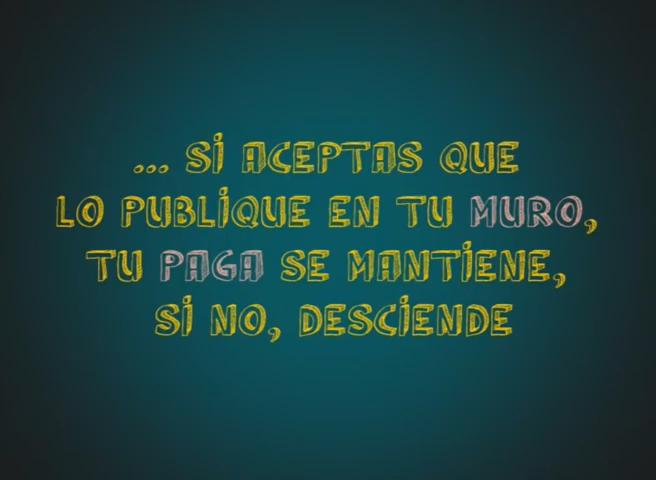 ... SI ACEPTAS QUE
LO PUBLIQUE EN TU MURO,
TU PAGA SE MANTIENE,
SI NO, DESCIENDE